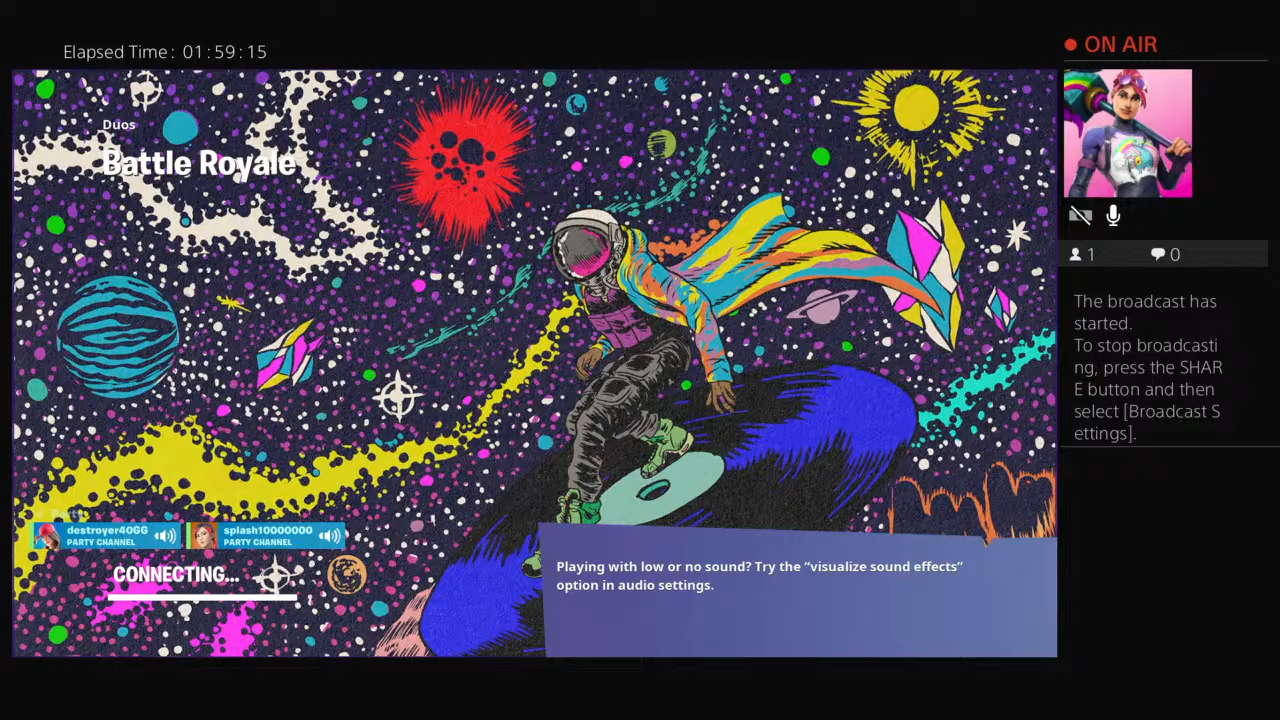 Elapsed Time: 01:59:15
ON AIR
Duos
Battle Royale
1
0
The broadcast has
started.
To stop broadcasti
ng, press the SHAR
E button and then
select [Broadcast S
ettings].
Party
destroyer40GG
PARTY CHANNEL
splash10000000
PARTY CHANNEL
CONNECTING...
Playing with low or no sound? Try the “visualize sound effects”
option in audio settings.